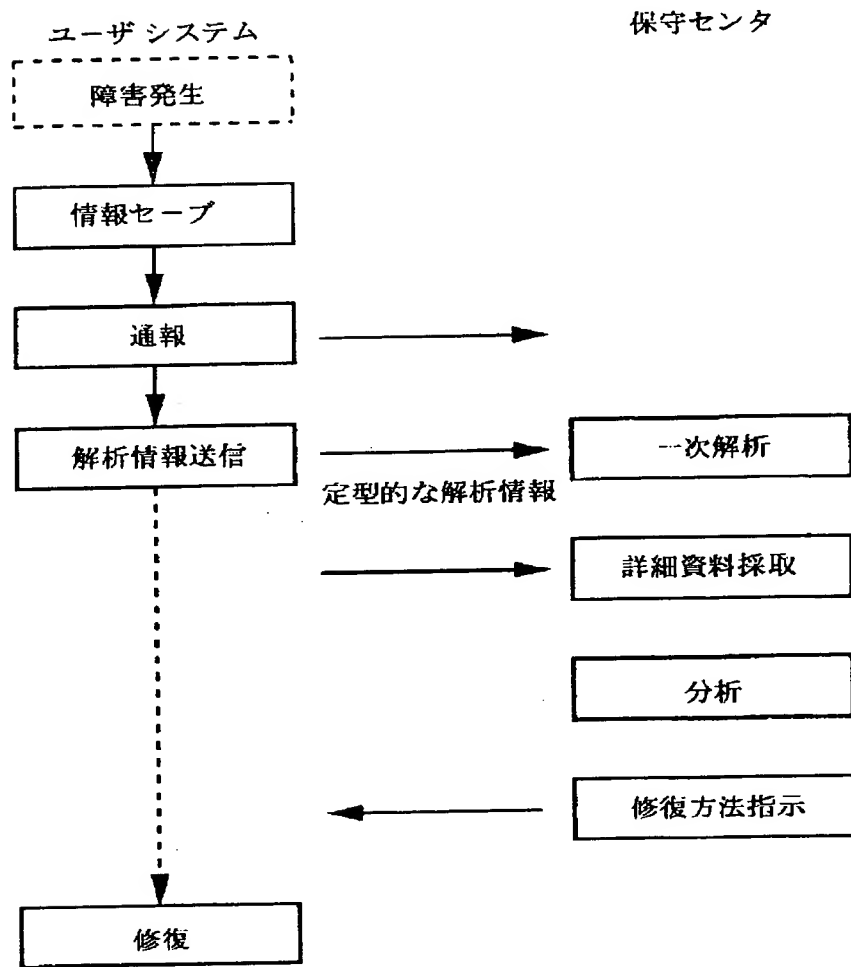 ユーザ システム
保守センタ
障害発生
情報セーブ
通報
解析情報送信
一次解析
定型的な解析情報
詳細資料採取
分析
修復方法指示
修復